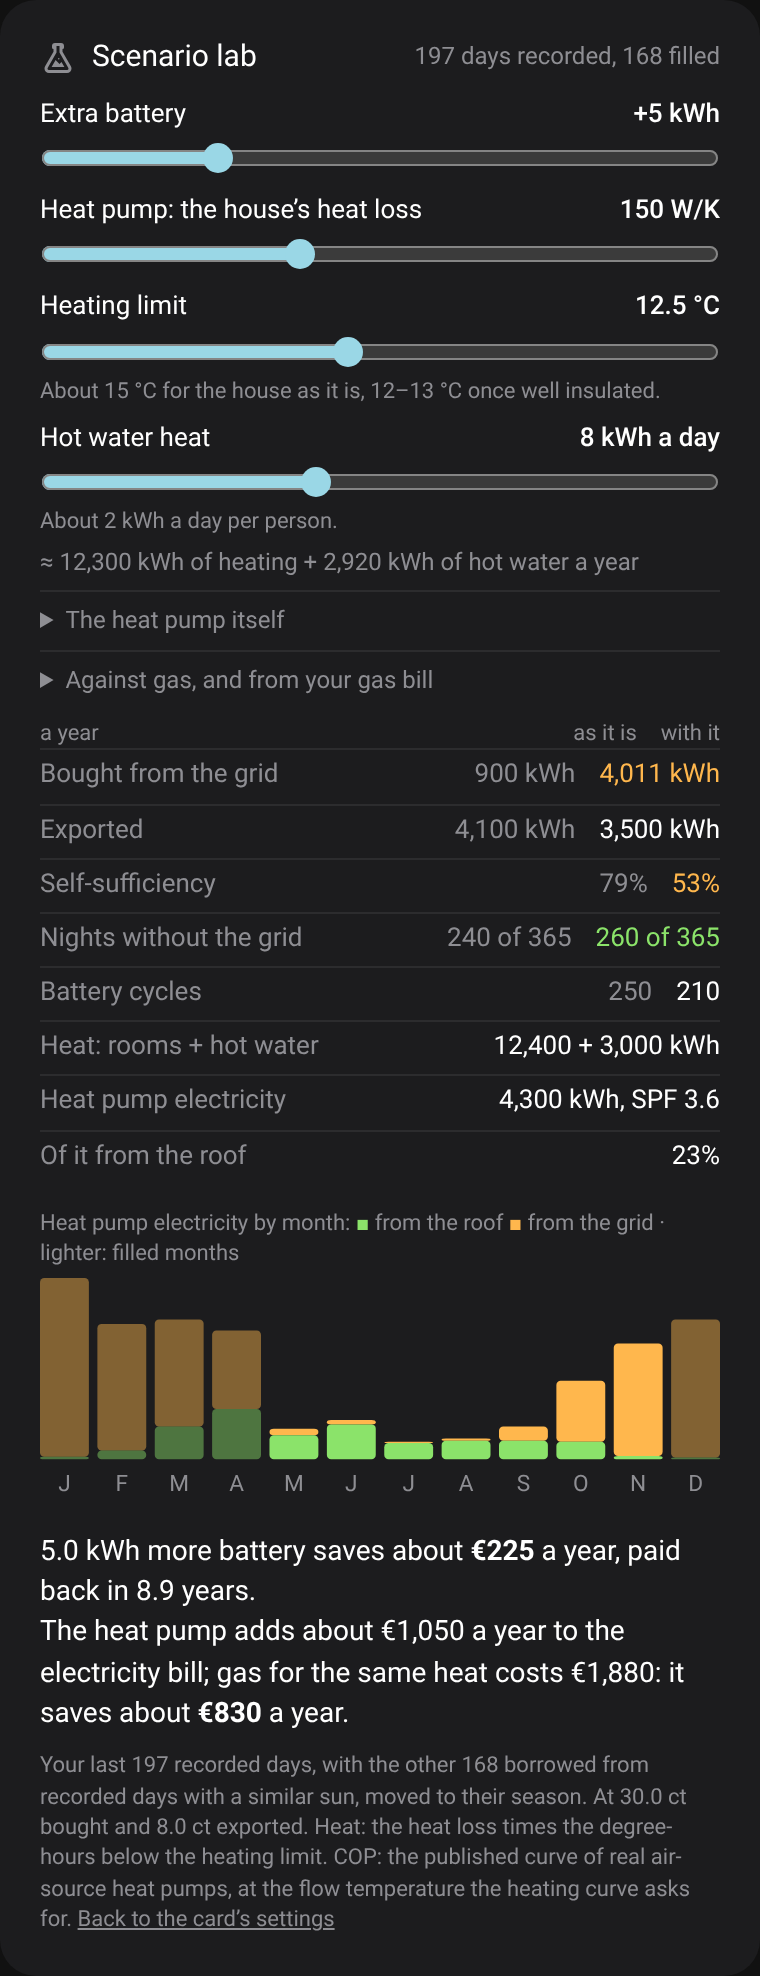 Scenario lab 197 days recorded, 168 filled
Extra battery +5 kWh
Heat pump: the house’s heat loss 150 W/K
Heating limit 12.5 °C
About 15 °C for the house as it is, 12–13 °C once well insulated.
Hot water heat 8 kWh a day
About 2 kWh a day per person.
≈ 12,300 kWh of heating + 2,920 kWh of hot water a year
▶ The heat pump itself
▶ Against gas, and from your gas bill
a year as it is with it
Bought from the grid 900 kWh 4,011 kWh
Exported 4,100 kWh 3,500 kWh
Self-sufficiency 79% 53%
Nights without the grid 240 of 365 260 of 365
Battery cycles 250 210
Heat: rooms + hot water 12,400 + 3,000 kWh
Heat pump electricity 4,300 kWh, SPF 3.6
Of it from the roof 23%
Heat pump electricity by month: ■ from the roof ■ from the grid ·
lighter: filled months
J F M A M J J A S O N D
5.0 kWh more battery saves about €225 a year, paid
back in 8.9 years.
The heat pump adds about €1,050 a year to the
electricity bill; gas for the same heat costs €1,880: it
saves about €830 a year.
Your last 197 recorded days, with the other 168 borrowed from
recorded days with a similar sun, moved to their season. At 30.0 ct
bought and 8.0 ct exported. Heat: the heat loss times the degree-
hours below the heating limit. COP: the published curve of real air-
source heat pumps, at the flow temperature the heating curve asks
for. Back to the card’s settings